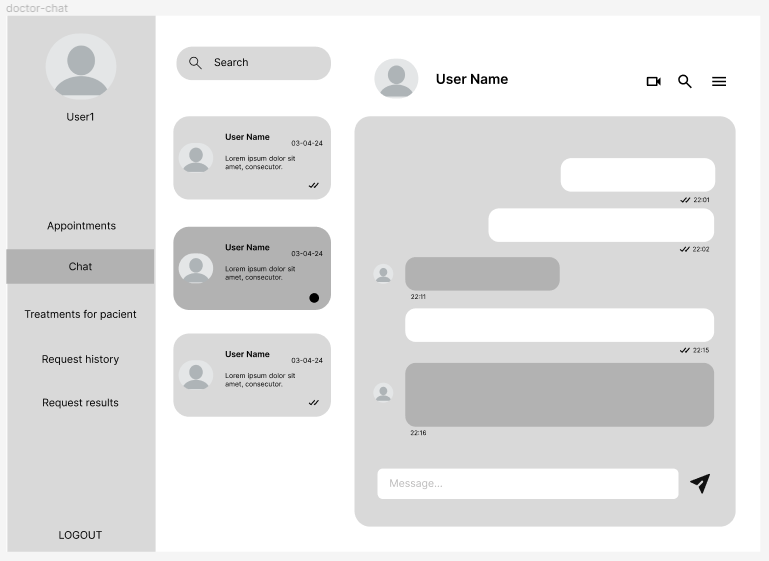 doctor-chat
User1
Appointments
Chat
Treatments for pacient
Request history
Request results
LOGOUT
Search
User Name
03-04-24
Lorem ipsum dolor sit
amet, consecutor.
User Name
03-04-24
Lorem ipsum dolor sit
amet, consecutor.
User Name
03-04-24
Lorem ipsum dolor sit
amet, consecutor.
User Name
22:01
22:02
22:11
22:15
22:16
Message...